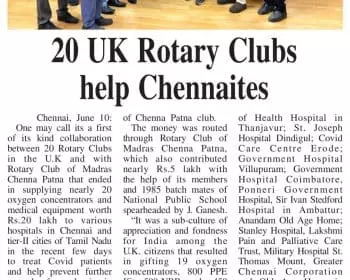 20 UK Rotary Clubs
help Chennaites
Chennai, June 10:
One may call its a first
of its kind collaboration
between 20 Rotary Clubs
in the U.K and with
Rotary Club of Madras
Chenna Patna that ended
in supplying nearly 20
oxygen concentrators and
medical equipment worth
Rs.20 lakh to various
hospitals in Chennai and
tier-II cities of Tamil Nadu
in the recent few days
to treat Covid patients
and help prevent further
of Chenna Patna club.
The money was routed
through Rotary Club of
Madras Chenna Patna,
which also contributed
nearly Rs.5 lakh with
the help of its members
and 1985 batch mates of
National Public School
spearheaded by J. Ganesh.
"It was a sub-culture of
appreciation and fondness
for India among the
UK. citizens that resulted
in gifting 19 oxygen
concentrators, 800 PPE
of Health Hospital in
Thanjavur; St. Joseph
Hospital Dindigul; Covid
Care Centre Erode;
Government Hospital
Villupuram; Government
Hospital Coimbatore,
Ponneri Government
Hospital, Sir Ivan Stedford
Hospital in Ambattur;
Anandam Old Age Home;
Stanley Hospital, Lakshmi
Pain and Palliative Care
Trust, Military Hospital St.
Thomas Mount, Greater
Chennai Corporation